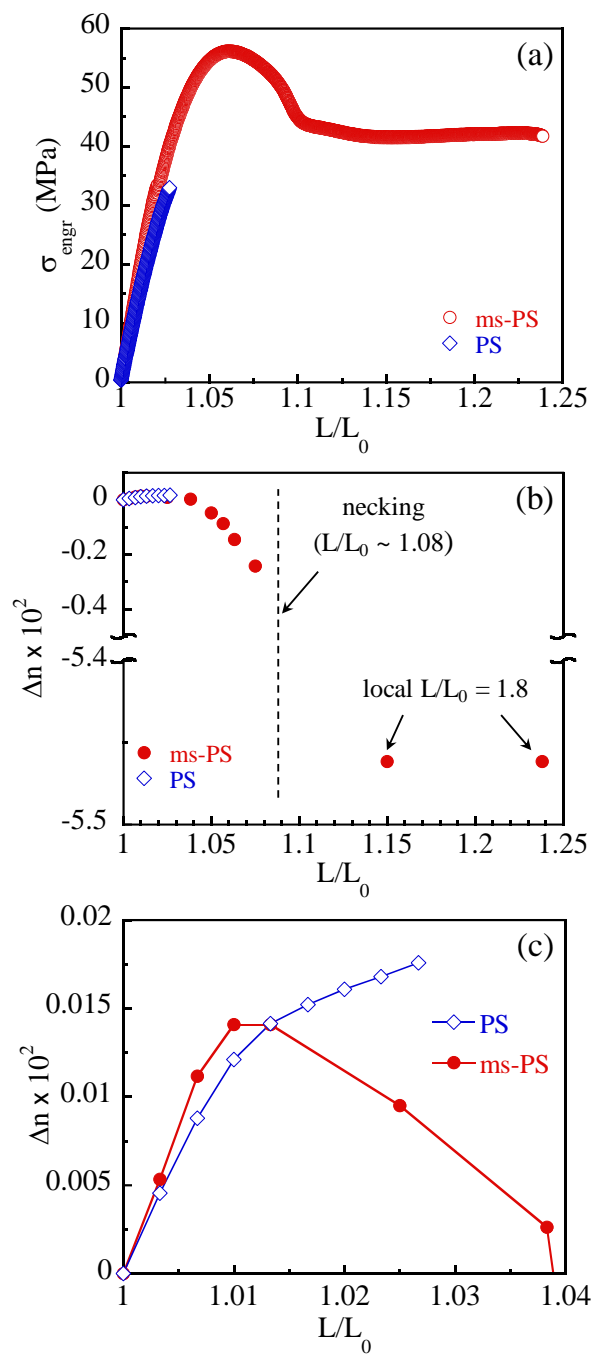 (a)
60
50
40
30
20
10
0
σengr (MPa)
ms-PS
PS
1 1.05 1.1 1.15 1.2 1.25
L/L0
(b)
0
-0.2
-0.4
-5.4
-5.5
Δn x 10²
necking
(L/L0 ~ 1.08)
local L/L0 = 1.8
ms-PS
PS
1 1.05 1.1 1.15 1.2 1.25
L/L0
(c)
0.02
0.015
0.01
0.005
0
Δn x 10²
PS
ms-PS
1 1.01 1.02 1.03 1.04
L/L0